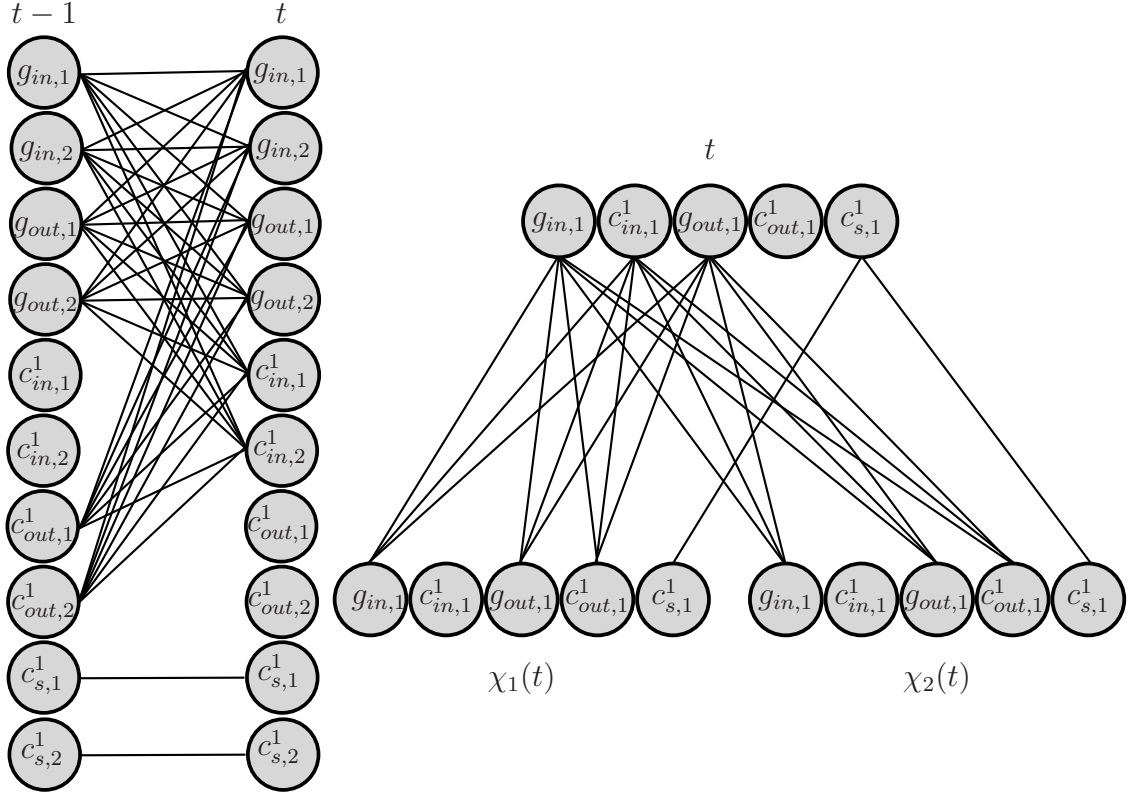 t − 1 t
g_{in,1} g_{in,1}
g_{in,2} g_{in,2}
g_{out,1} g_{out,1}
g_{out,2} g_{out,2}
c^1_{in,1} c^1_{in,1}
c^1_{in,2} c^1_{in,2}
c^1_{out,1} c^1_{out,1}
c^1_{out,2} c^1_{out,2}
c^1_{s,1} c^1_{s,1}
c^1_{s,2} c^1_{s,2}
t
g_{in,1} c^1_{in,1} g_{out,1} c^1_{out,1} c^1_{s,1}
g_{in,1} c^1_{in,1} g_{out,1} c^1_{out,1} c^1_{s,1} g_{in,1} c^1_{in,1} g_{out,1} c^1_{out,1} c^1_{s,1}
χ_1(t) χ_2(t)